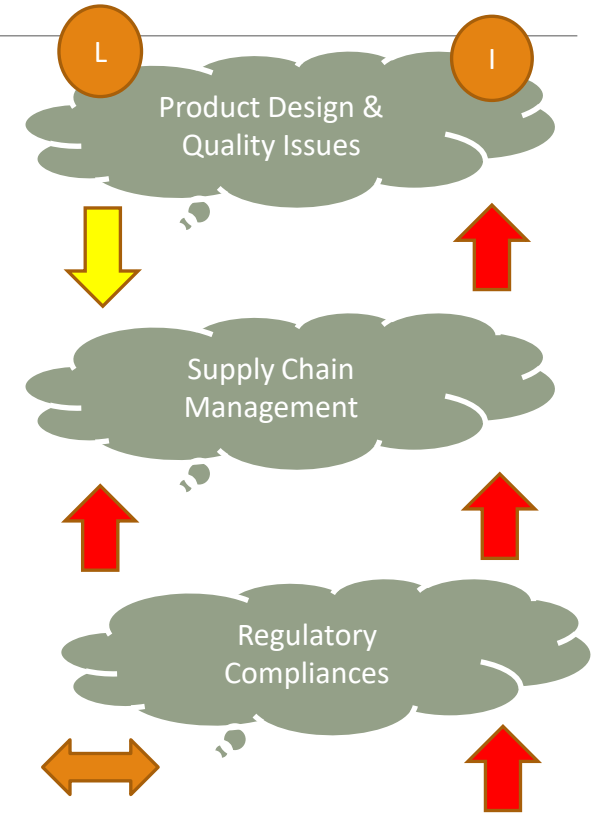 L
I
Product Design &
Quality Issues
Supply Chain
Management
Regulatory
Compliances